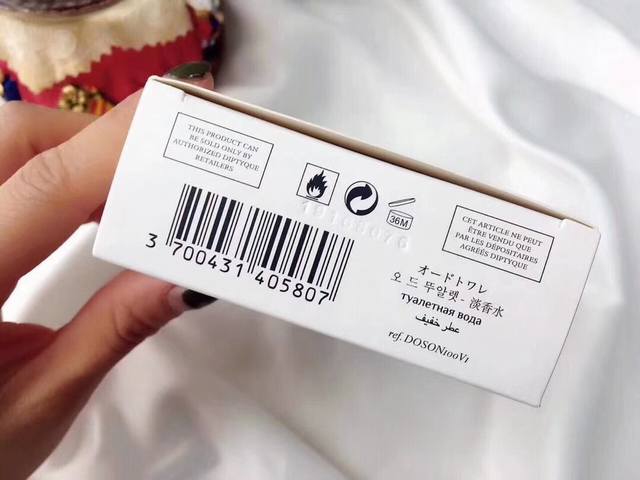 THIS PRODUCT CAN
BE SOLD ONLY BY
AUTHORIZED DIPTYQUE
RETAILERS
36M
CET ARTICLE NE PEUT
ÊTRE VENDU QUE
PAR LES DÉPOSITAIRES
AGRÉÉS DIPTYQUE
3 700431 405807
オードトワレ
오 드 뚜알렛 - 淡香水
туалетная вода
عطر خفيف
ref. DOSON100V1